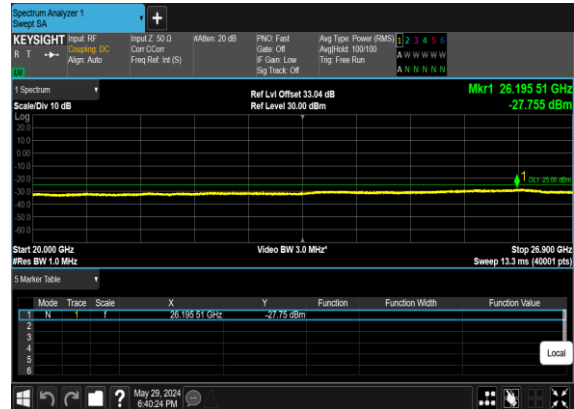 Spectrum Analyzer 1
Swept SA
+
KEYSIGHT Input: RF Input Z: 50 Ω #Atten: 20 dB PNO: Fast Avg Type: Power (RMS) 1 2 3 4 5 6
R T Coupling: DC Corr CCorr Gate: Off Avg|Hold: 100/100 A W W W W W
Align: Auto Freq Ref: Int (S) IF Gain: Low Trig: Free Run
Sig Track: Off A N N N N N
LW
1 Spectrum
Ref Lvl Offset 33.04 dB Mkr1 26.195 51 GHz
Scale/Div 10 dB Ref Level 30.00 dBm -27.755 dBm
Log
20.0
10.0
0.00
-10.0
-20.0
1
DL1 -25.00 dBm
-30.0
-40.0
-50.0
-60.0
Start 20.000 GHz Video BW 3.0 MHz* Stop 26.900 GHz
#Res BW 1.0 MHz Sweep 13.3 ms (40001 pts)
5 Marker Table
Mode Trace Scale X Y Function Function Width Function Value
1 N 1 f 26.195 51 GHz -27.75 dBm
2
3
4
5
6
Local
?
May 29, 2024
6:40:24 PM